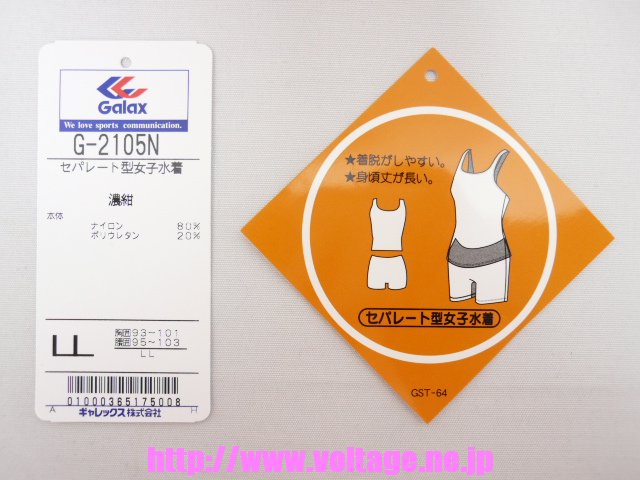 Galax
We love sports communication.
G-2105N
セパレート型女子水着
濃紺
本体
ナイロン 80%
ポリウレタン 20%
LL
胸囲93~101
腰囲95~103
LL
01000365175008
A ギャレックス株式会社 H
★着脱がしやすい。
★身頃丈が長い。
セパレート型女子水着
GST-64
http://www.voltage.ne.jp